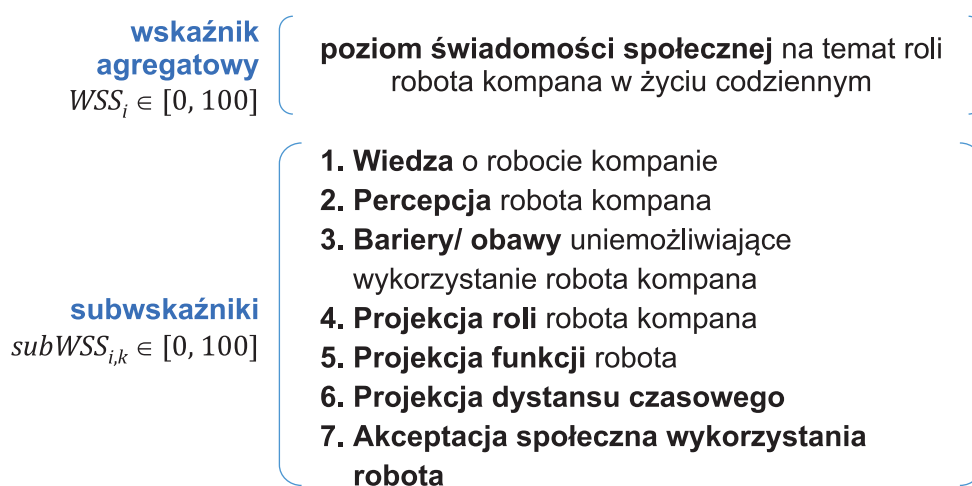 wskaźnik
agregatowy
WSS_i ∈ [0, 100]
poziom świadomości społecznej na temat roli
robota kompana w życiu codziennym
subwskaźniki
subWSS_{i,k} ∈ [0, 100]
1. Wiedza o robocie kompanie
2. Percepcja robota kompana
3. Bariery/ obawy uniemożliwiające
wykorzystanie robota kompana
4. Projekcja roli robota kompana
5. Projekcja funkcji robota
6. Projekcja dystansu czasowego
7. Akceptacja społeczna wykorzystania
robota